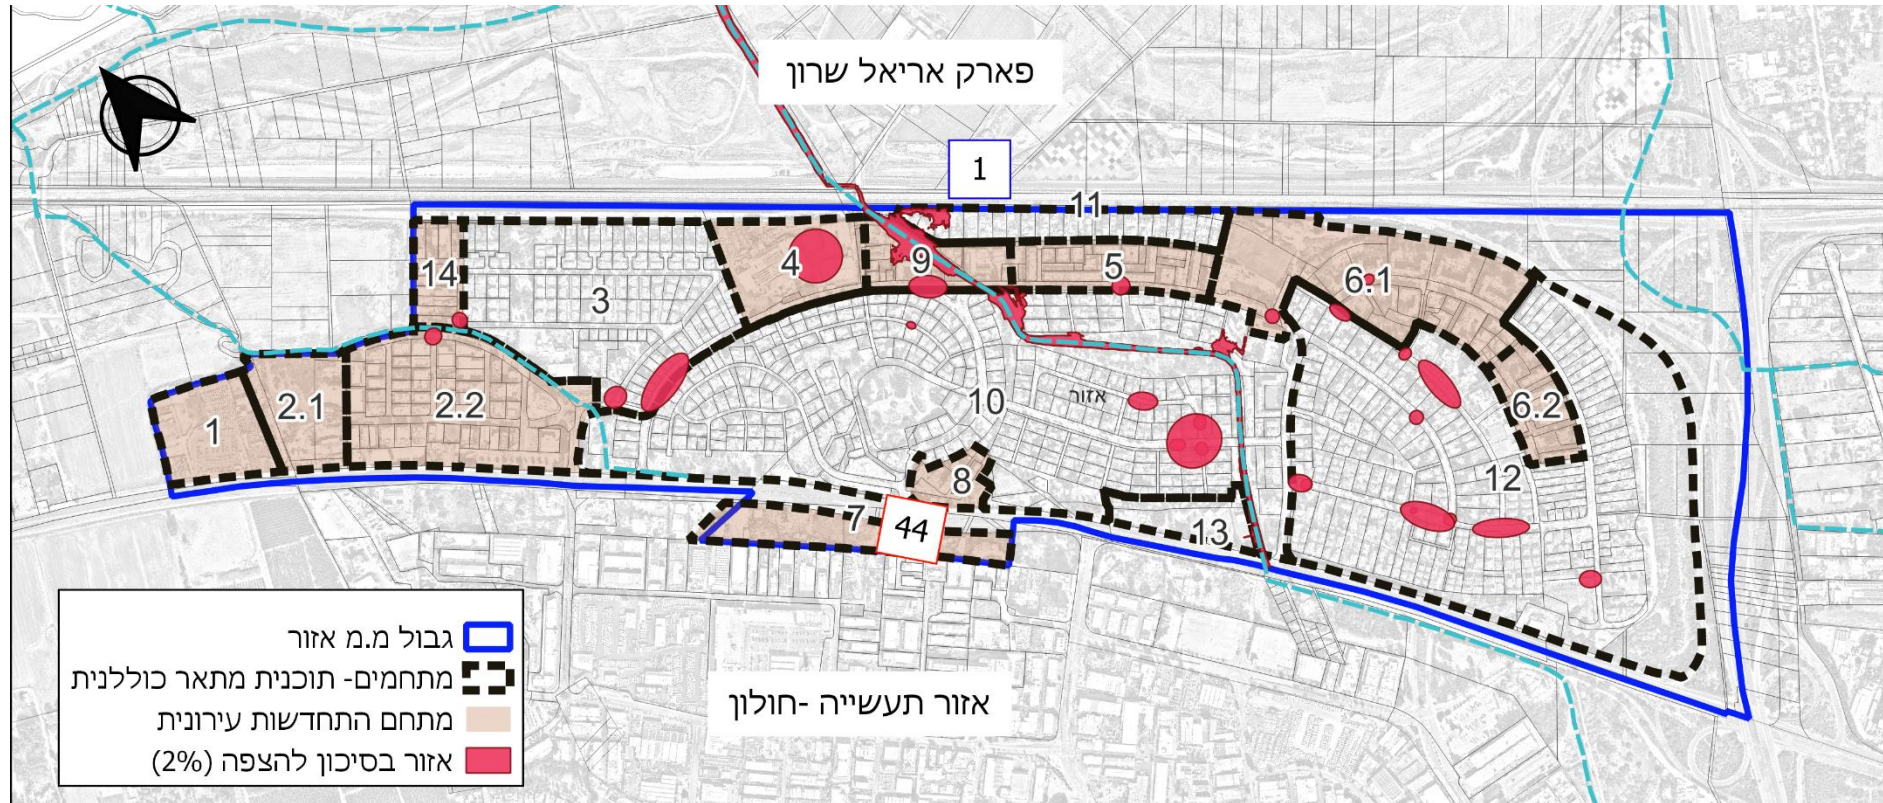 פארק אריאל שרון
1
11
14
3
4
9
5
6.1
1
2.1
2.2
10
אזור
6.2
8
12
7
44
13
גבול מ.מ אזור
מתחמים- תוכנית מתאר כוללנית
מתחם התחדשות עירונית
אזור בסיכון להצפה (2%)
אזור תעשייה -חולון